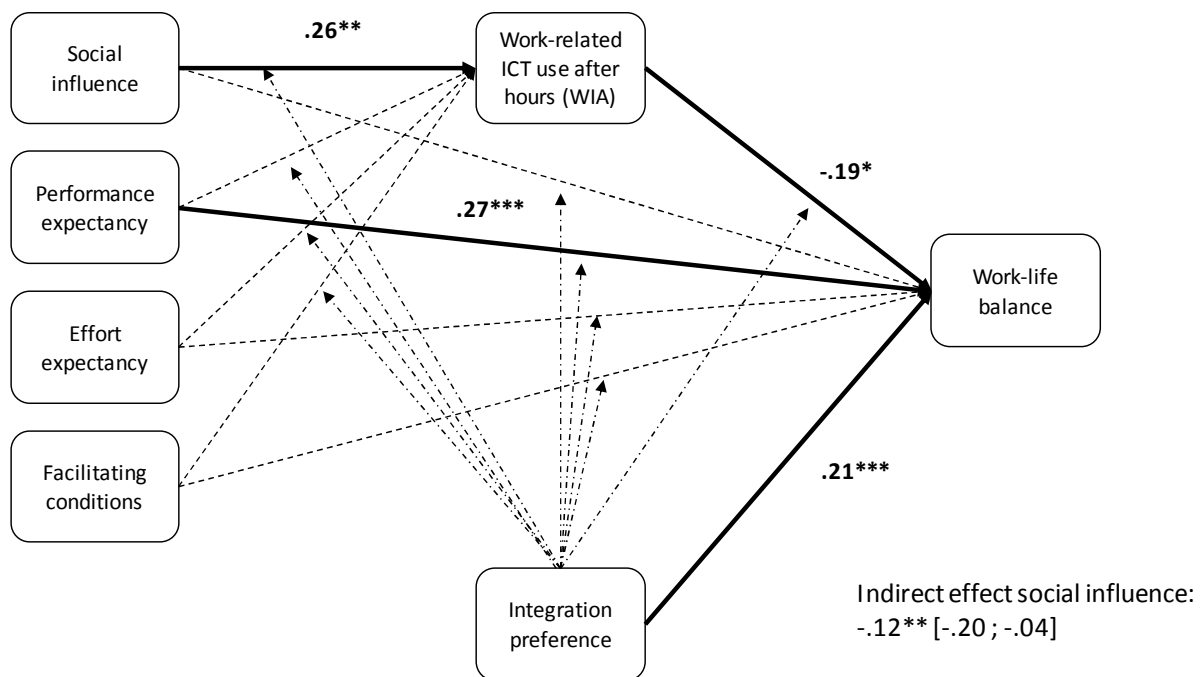 .26**
Social
influence
Work-related
ICT use after
hours (WIA)
-.19*
Performance
expectancy
.27***
Work-life
balance
Effort
expectancy
Facilitating
conditions
.21***
Integration
preference
Indirect effect social influence:
-.12** [-.20 ; -.04]